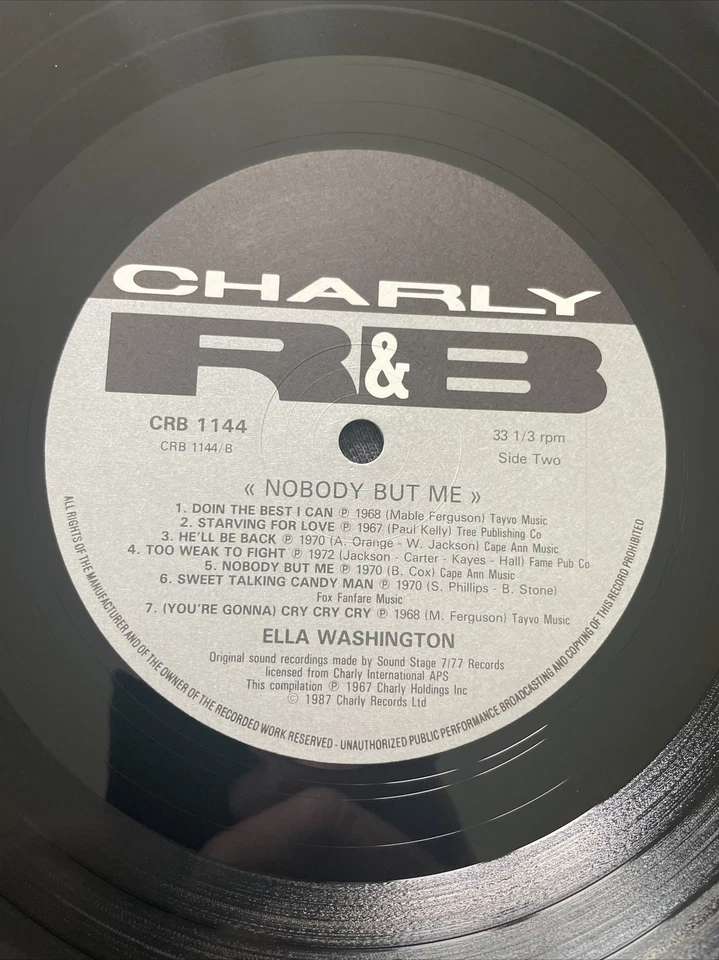 CHARLY
R&B
CRB 1144
CRB 1144/B
33 1/3 rpm
Side Two
« NOBODY BUT ME »
1. DOIN THE BEST I CAN ℗ 1968 (Mable Ferguson) Tayvo Music
2. STARVING FOR LOVE ℗ 1967 (Paul Kelly) Tree Publishing Co
3. HE'LL BE BACK ℗ 1970 (A. Orange - W. Jackson) Cape Ann Music
4. TOO WEAK TO FIGHT ℗ 1972 (Jackson - Carter - Kayes - Hall) Fame Pub Co
5. NOBODY BUT ME ℗ 1970 (B. Cox) Cape Ann Music
6. SWEET TALKING CANDY MAN ℗ 1970 (S. Phillips - B. Stone)
Fox Fanfare Music
7. (YOU'RE GONNA) CRY CRY CRY ℗ 1968 (M. Ferguson) Tayvo Music
ELLA WASHINGTON
Original sound recordings made by Sound Stage 7/77 Records
licensed from Charly International APS
This compilation ℗ 1967 Charly Holdings Inc
© 1987 Charly Records Ltd
ALL RIGHTS OF THE MANUFACTURER AND OF THE OWNER OF THE RECORDED WORK RESERVED - UNAUTHORIZED PUBLIC PERFORMANCE BROADCASTING AND COPYING OF THIS RECORD PROHIBITED